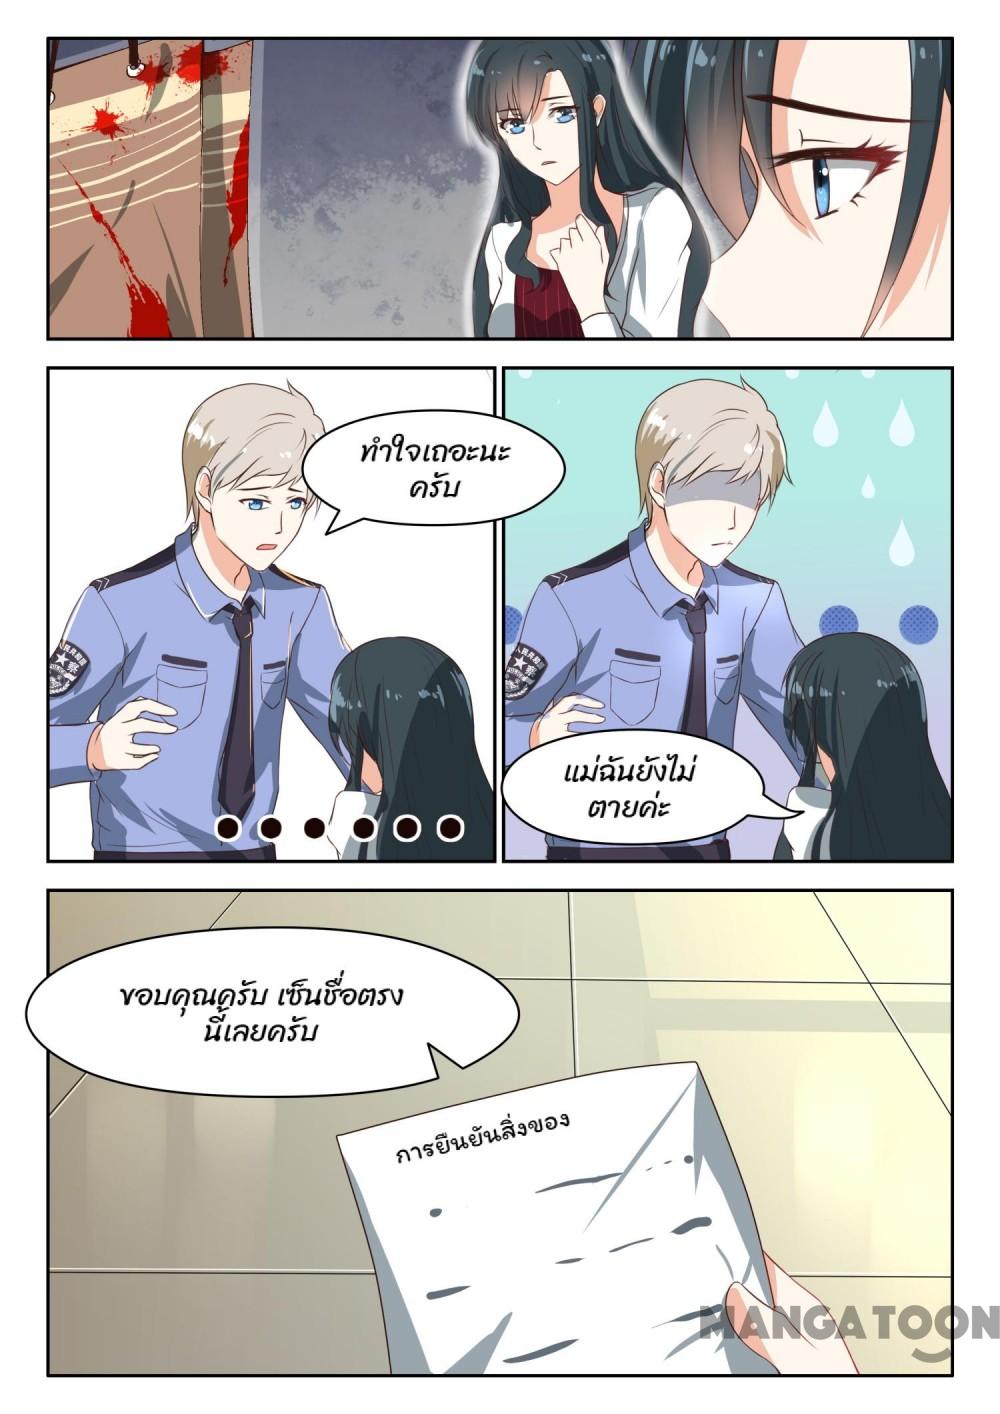 ทำใจเถอะนะ
ครับ
แม่ฉันยังไม่
ตายค่ะ
ขอบคุณครับ เซ็นชื่อตรง
นี้เลยครับ
การยืนยันสิ่งของ
MANGATOON